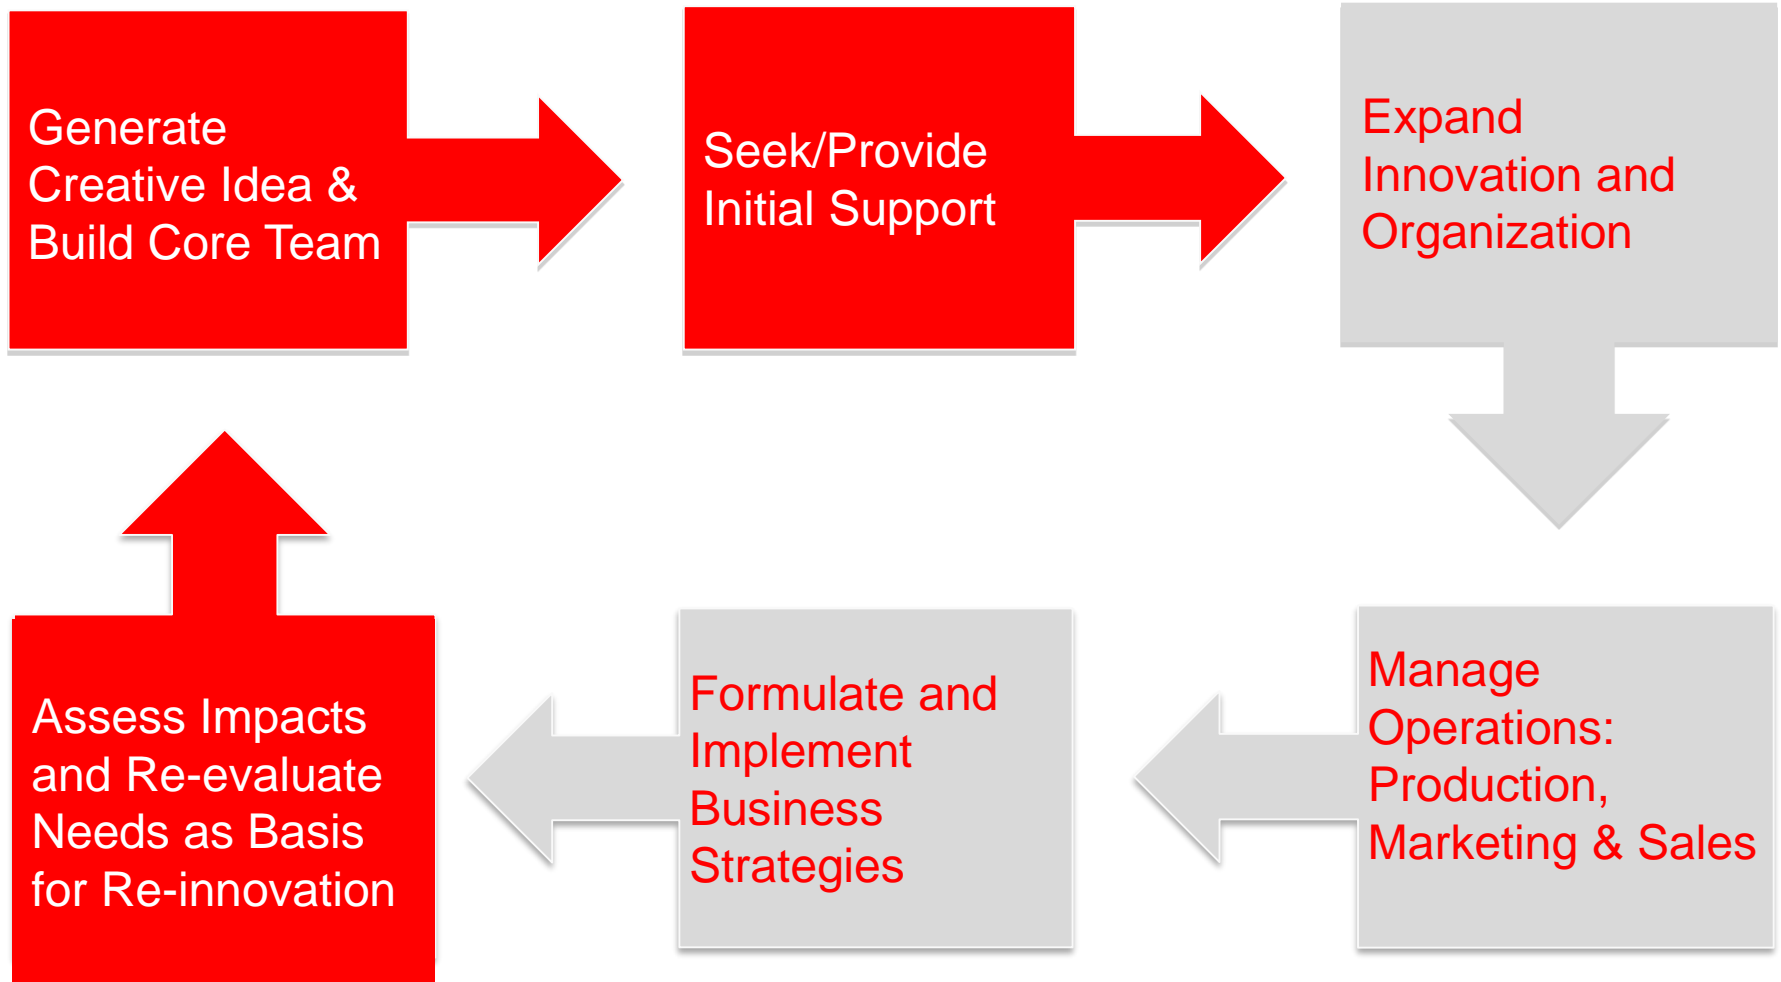 Generate
Creative Idea &
Build Core Team
Seek/Provide
Initial Support
Expand
Innovation and
Organization
Manage
Operations:
Production,
Marketing & Sales
Formulate and
Implement
Business
Strategies
Assess Impacts
and Re-evaluate
Needs as Basis
for Re-innovation